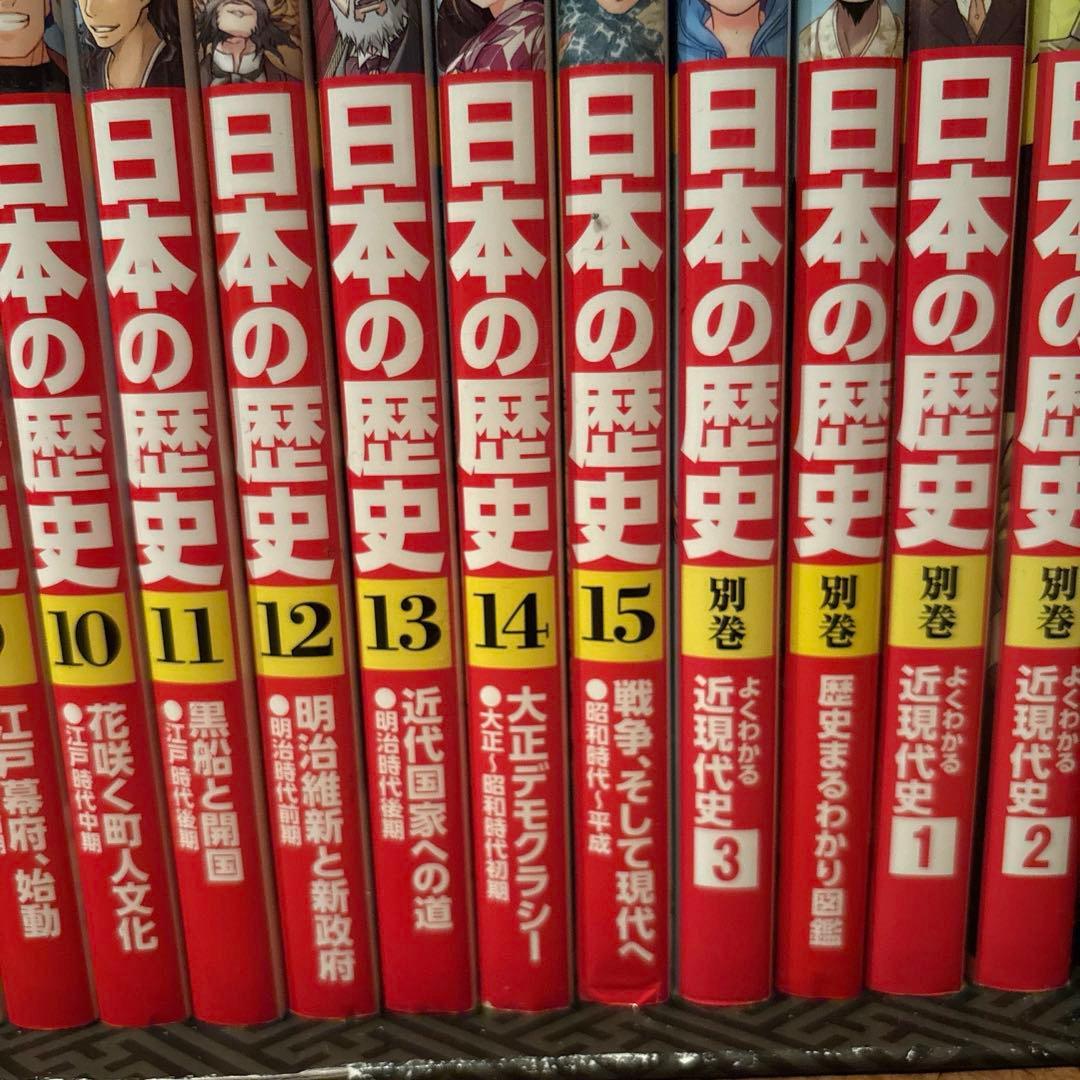 江戸幕府、始動
日本の歴史
10
花咲く町人文化
●江戸時代中期
日本の歴史
11
黒船と開国
●江戸時代後期
日本の歴史
12
明治維新と新政府
●明治時代前期
日本の歴史
13
近代国家への道
●明治時代後期
日本の歴史
14
大正デモクラシー
●大正~昭和時代初期
日本の歴史
15
戦争、そして現代へ
●昭和時代~平成
日本の歴史
別巻
よくわかる
近現代史 3
日本の歴史
別巻
歴史まるわかり図鑑
日本の歴史
別巻
よくわかる
近現代史 1
日本の歴史
別巻
よくわかる
近現代史 2